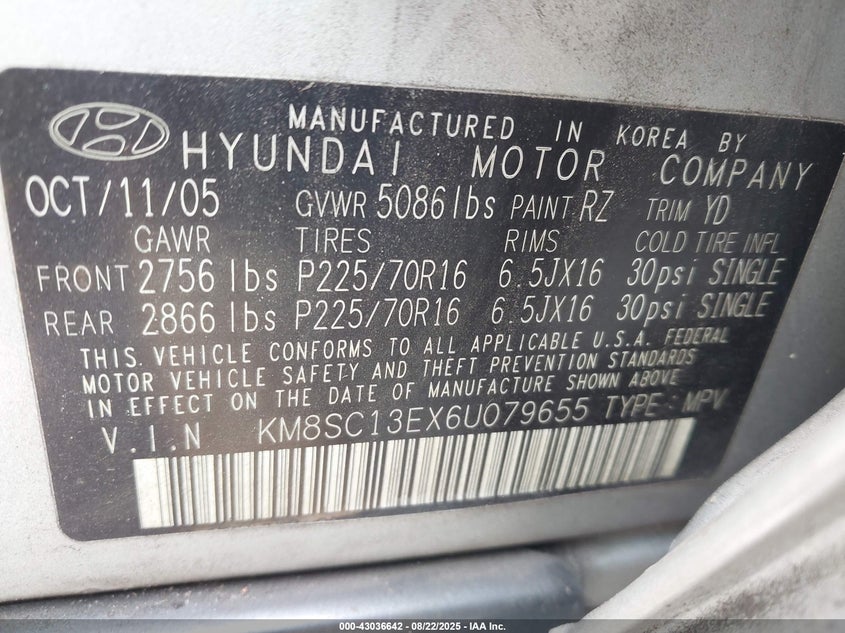 MANUFACTURED IN KOREA BY
HYUNDAI MOTOR COMPANY
OCT/11/05 GVWR 5086lbs PAINT RZ TRIM YD
GAWR TIRES RIMS COLD TIRE INFL
FRONT 2756 lbs P225/70R16 6.5JX16 30psi SINGLE
REAR 2866 lbs P225/70R16 6.5JX16 30psi SINGLE
THIS VEHICLE CONFORMS TO ALL APPLICABLE U.S.A. FEDERAL
MOTOR VEHICLE SAFETY AND THEFT PREVENTION STANDARDS
IN EFFECT ON THE DATE OF MANUFACTURE SHOWN ABOVE
V.I.N KM8SC13EX6U079655 TYPE : MPV
000-43036642 - 08/22/2025 - IAA Inc.